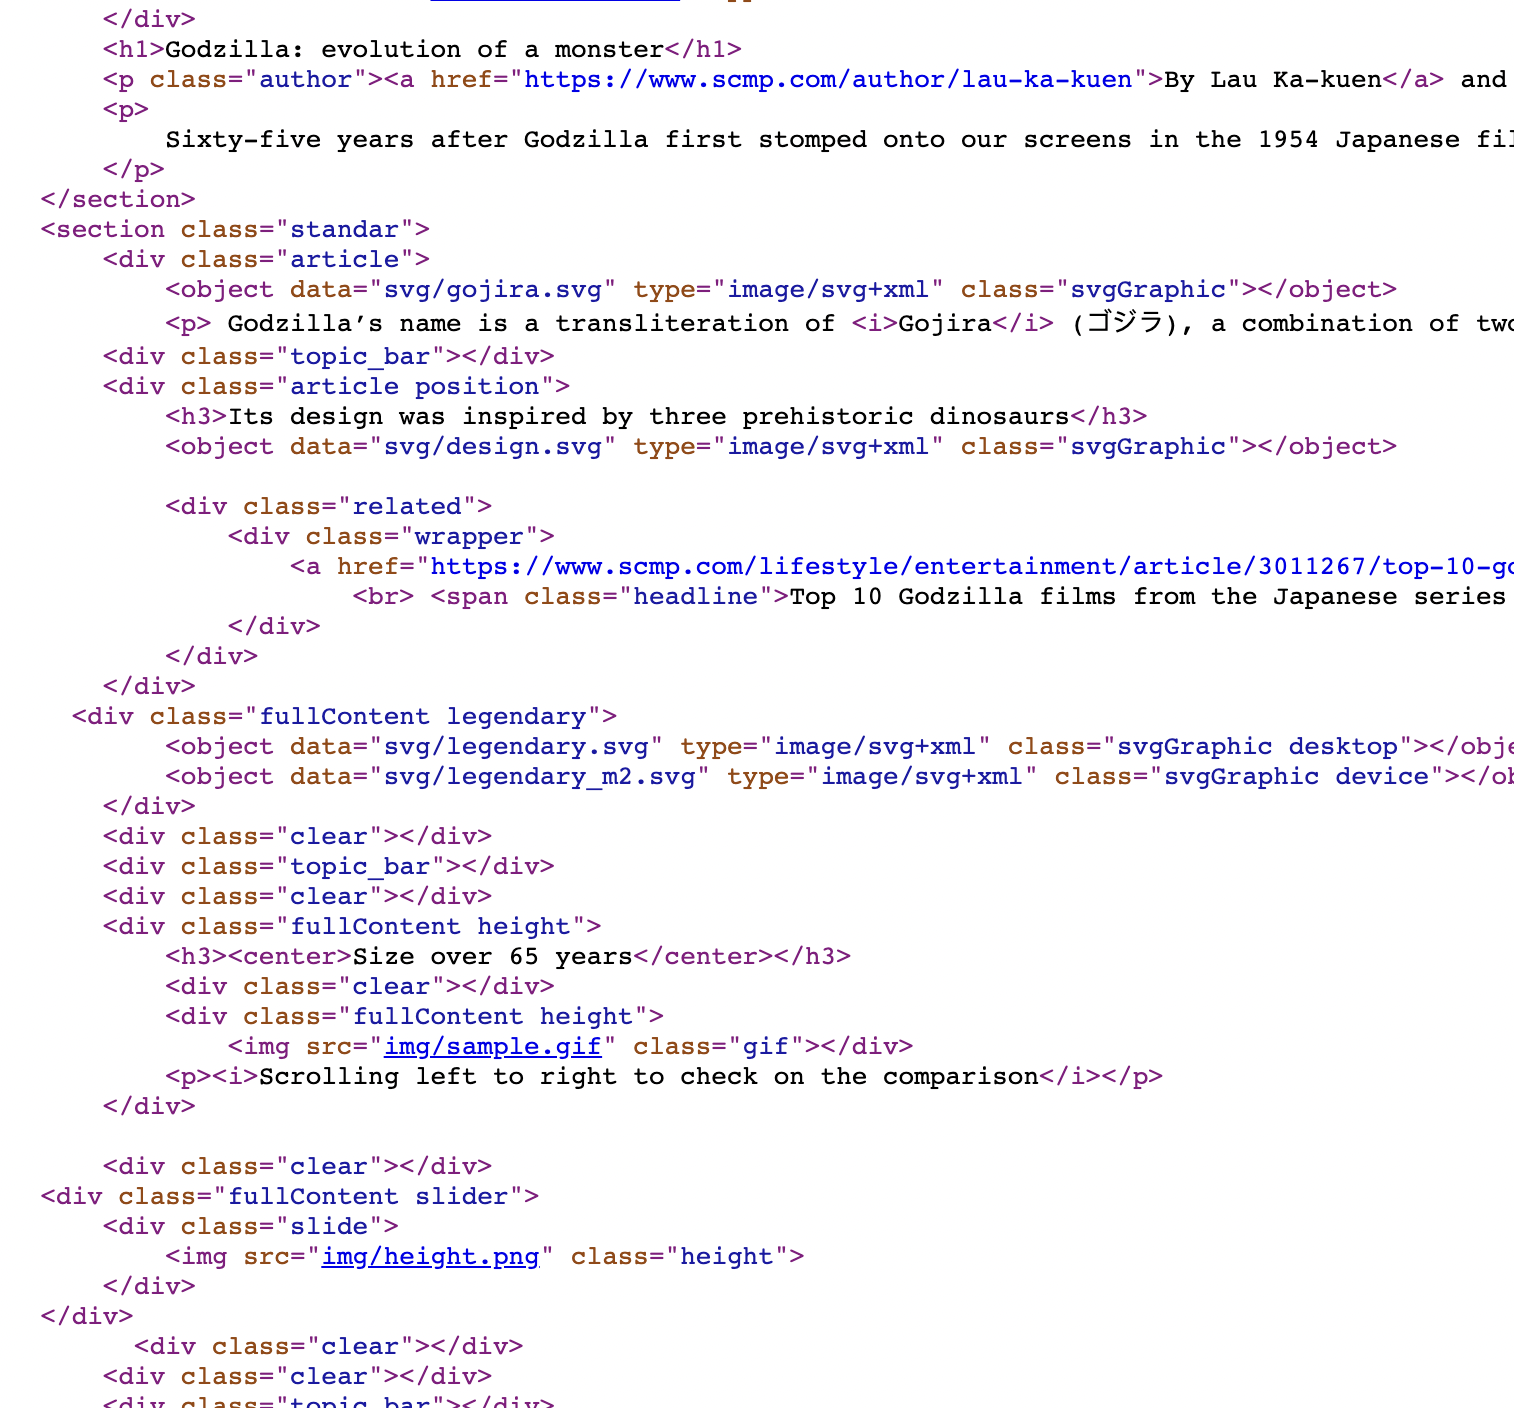 </div>
<h1>Godzilla: evolution of a monster</h1>
<p class="author"><a href="https://www.scmp.com/author/lau-ka-kuen">By Lau Ka-kuen</a> and
<p>
Sixty-five years after Godzilla first stomped onto our screens in the 1954 Japanese
</p>
</section>
<section class="standar">
<div class="article">
<object data="svg/gojira.svg" type="image/svg+xml" class="svgGraphic"></object>
<p> Godzilla’s name is a transliteration of <i>Gojira</i> (ゴジラ), a combination of
<div class="topic_bar"></div>
<div class="article position">
<h3>Its design was inspired by three prehistoric dinosaurs</h3>
<object data="svg/design.svg" type="image/svg+xml" class="svgGraphic"></object>
<div class="related">
<div class="wrapper">
<a href="https://www.scmp.com/lifestyle/entertainment/article/3011267/top-10-go
<br> <span class="headline">Top 10 Godzilla films from the Japanese series
</div>
</div>
</div>
<div class="fullContent legendary">
<object data="svg/legendary.svg" type="image/svg+xml" class="svgGraphic desktop"></obje
<object data="svg/legendary_m2.svg" type="image/svg+xml" class="svgGraphic device"></ob
</div>
<div class="clear"></div>
<div class="topic_bar"></div>
<div class="clear"></div>
<div class="fullContent height">
<h3><center>Size over 65 years</center></h3>
<div class="clear"></div>
<div class="fullContent height">
<img src="img/sample.gif" class="gif"></div>
<p><i>Scrolling left to right to check on the comparison</i></p>
</div>
<div class="clear"></div>
<div class="fullContent slider">
<div class="slide">
<img src="img/height.png" class="height">
</div>
</div>
<div class="clear"></div>
<div class="clear"></div>
<div class="topic_bar"></div>